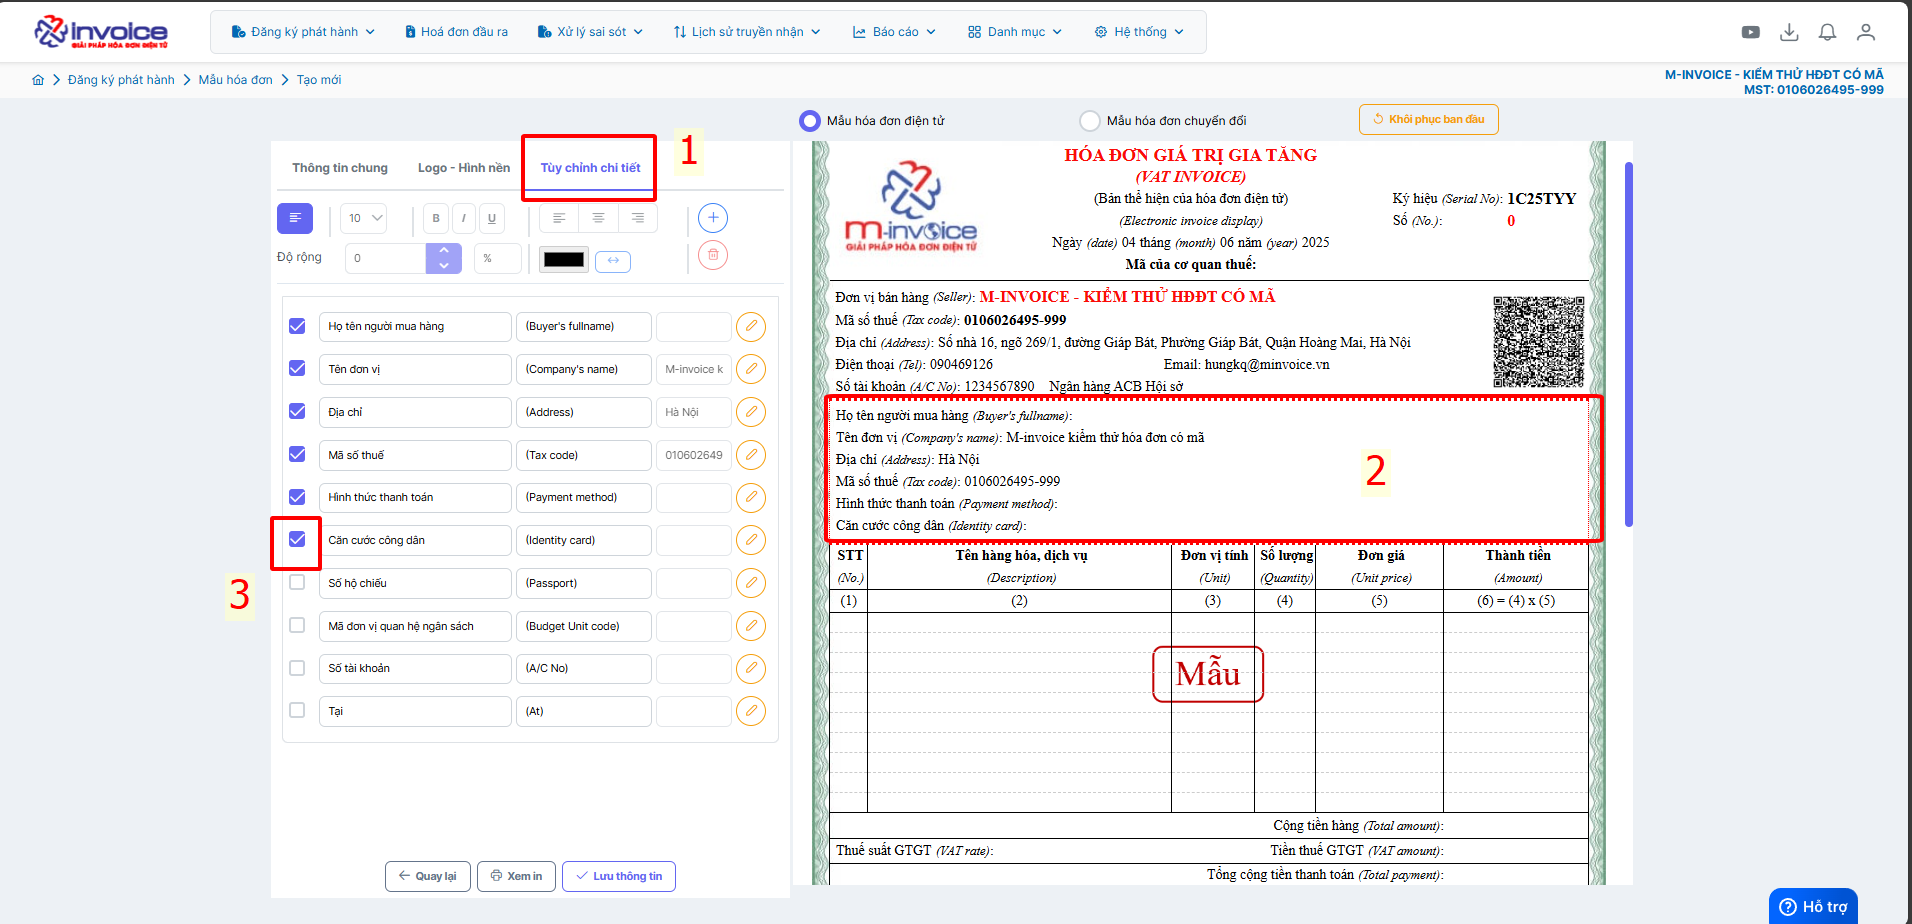 invoice
GIẢI PHÁP HÓA ĐƠN ĐIỆN TỬ
Đăng ký phát hành
Hoá đơn đầu ra
Xử lý sai sót
Lịch sử truyền nhận
Báo cáo
Danh mục
Hệ thống
Đăng ký phát hành > Mẫu hóa đơn > Tạo mới
M-INVOICE - KIỂM THỬ HĐĐT CÓ MÃ
MST: 0106026495-999
Mẫu hóa đơn điện tử
Mẫu hóa đơn chuyển đổi
Khôi phục ban đầu
Thông tin chung
Logo - Hình nền
Tùy chỉnh chi tiết
1
10
B
I
U
Độ rộng
0
%
Họ tên người mua hàng (Buyer's fullname)
Tên đơn vị (Company's name) M-invoice k
Địa chỉ (Address) Hà Nội
Mã số thuế (Tax code) 010602649
Hình thức thanh toán (Payment method)
Căn cước công dân (Identity card)
3
Số hộ chiếu (Passport)
Mã đơn vị quan hệ ngân sách (Budget Unit code)
Số tài khoản (A/C No)
Tại (At)
Quay lại
Xem in
Lưu thông tin
m-invoice
GIẢI PHÁP HÓA ĐƠN ĐIỆN TỬ
HÓA ĐƠN GIÁ TRỊ GIA TĂNG
(VAT INVOICE)
(Bản thể hiện của hóa đơn điện tử)
(Electronic invoice display)
Ngày (date) 04 tháng (month) 06 năm (year) 2025
Mã của cơ quan thuế:
Ký hiệu (Serial No): 1C25TYY
Số (No.): 0
Đơn vị bán hàng (Seller): M-INVOICE - KIỂM THỬ HĐĐT CÓ MÃ
Mã số thuế (Tax code): 0106026495-999
Địa chỉ (Address): Số nhà 16, ngõ 269/1, đường Giáp Bát, Phường Giáp Bát, Quận Hoàng Mai, Hà Nội
Điện thoại (Tel): 090469126 Email: hungkq@minvoice.vn
Số tài khoản (A/C No): 1234567890 Ngân hàng ACB Hội sở
Họ tên người mua hàng (Buyer's fullname):
Tên đơn vị (Company's name): M-invoice kiểm thử hóa đơn có mã
Địa chỉ (Address): Hà Nội
2
Mã số thuế (Tax code): 0106026495-999
Hình thức thanh toán (Payment method):
Căn cước công dân (Identity card):
STT Tên hàng hóa, dịch vụ Đơn vị tính Số lượng Đơn giá Thành tiền
(No.) (Description) (Unit) (Quantity) (Unit price) (Amount)
(1) (2) (3) (4) (5) (6) = (4) x (5)
Mẫu
Cộng tiền hàng (Total amount):
Thuế suất GTGT (VAT rate): Tiền thuế GTGT (VAT amount):
Tổng cộng tiền thanh toán (Total payment):
Hỗ trợ